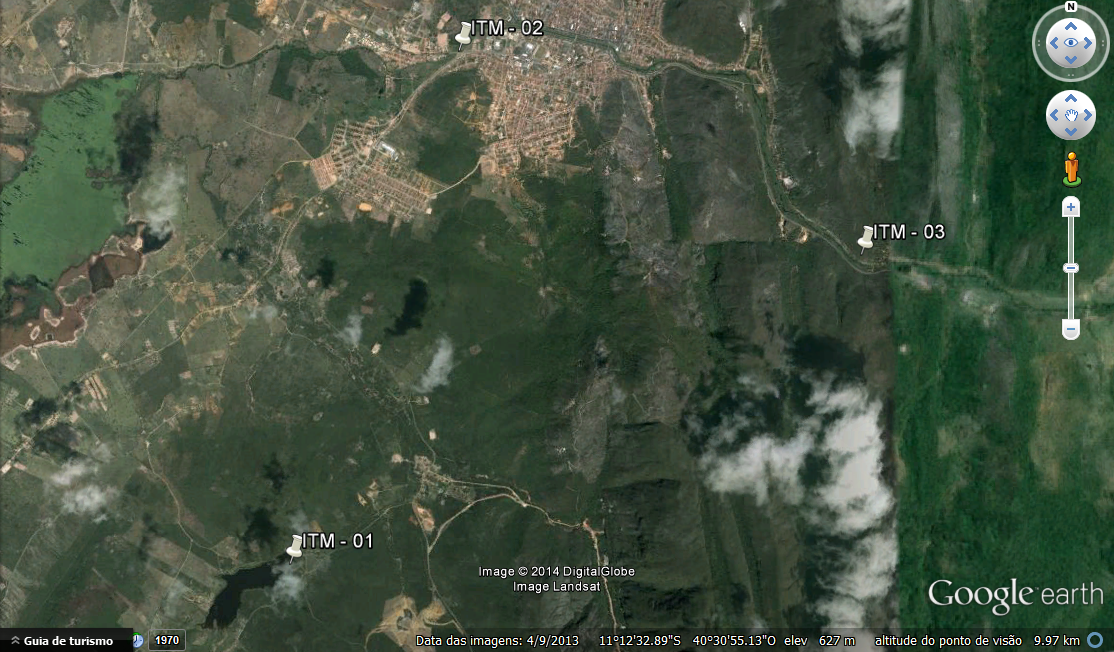 N
ITM - 02
ITM - 03
ITM - 01
Image © 2014 DigitalGlobe
Image Landsat
Google earth
Guia de turismo
1970
Data das imagens: 4/9/2013 11°12'32.89"S 40°30'55.13"O elev 627 m altitude do ponto de visão 9.97 km